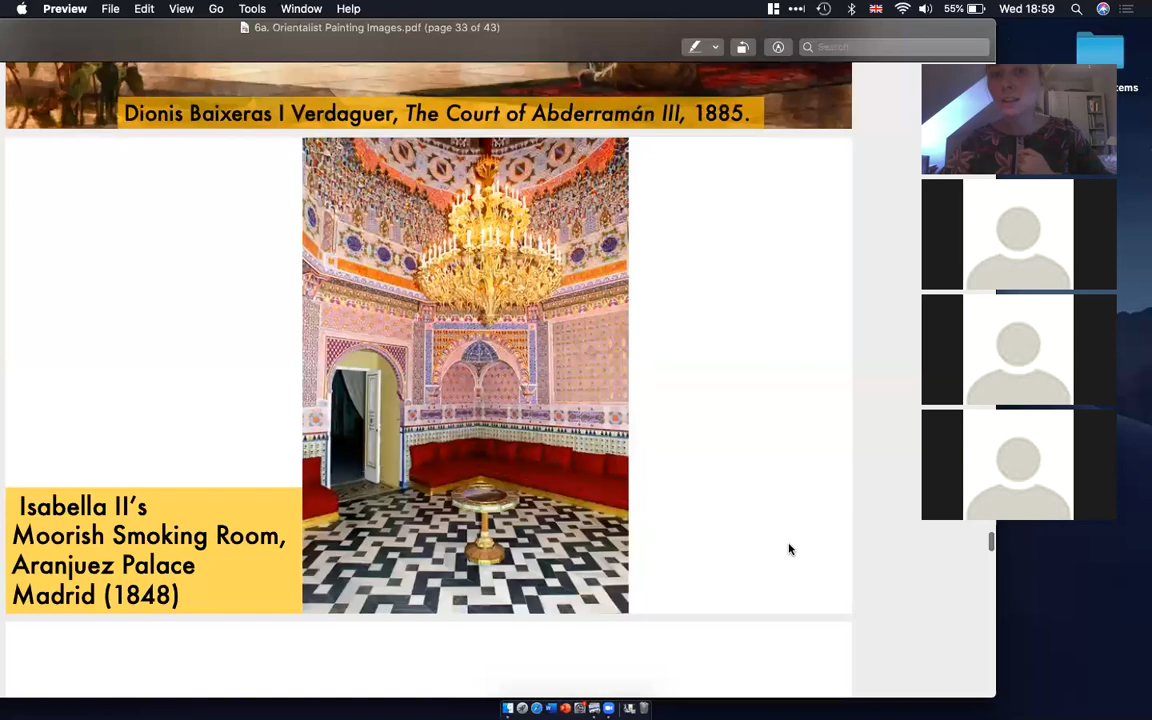 Preview File Edit View Go Tools Window Help
55% Wed 18:59
6a. Orientalist Painting Images.pdf (page 33 of 43)
Search
tems
Dionis Baixeras I Verdaguer, The Court of Abderramán III, 1885.
Isabella II’s
Moorish Smoking Room,
Aranjuez Palace
Madrid (1848)